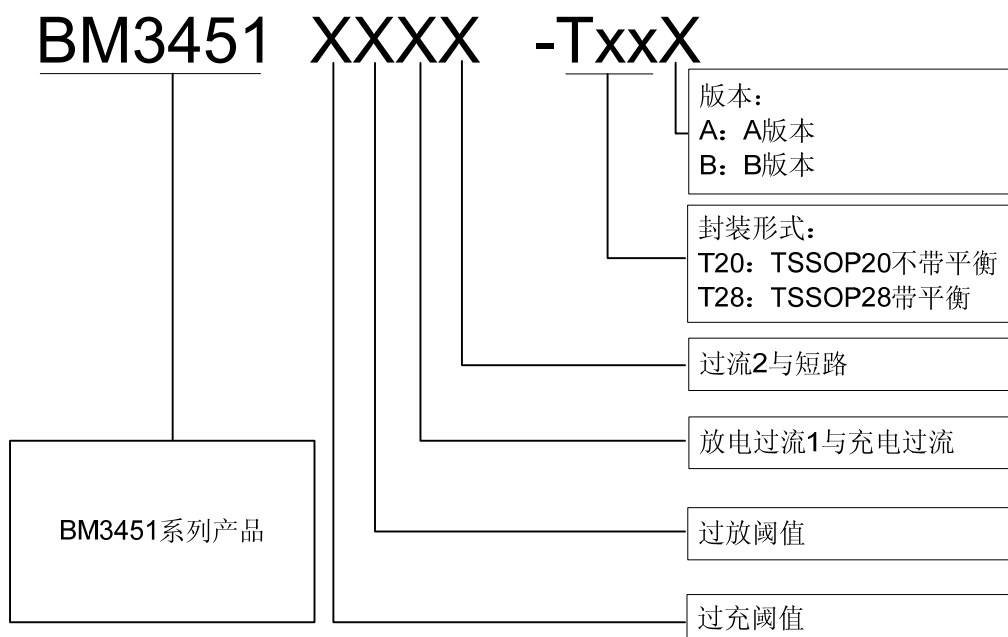 BM3451 XXXX -TxxX
版本：
A：A版本
B：B版本
封装形式：
T20：TSSOP20不带平衡
T28：TSSOP28带平衡
过流2与短路
放电过流1与充电过流
BM3451系列产品
过放阈值
过充阈值